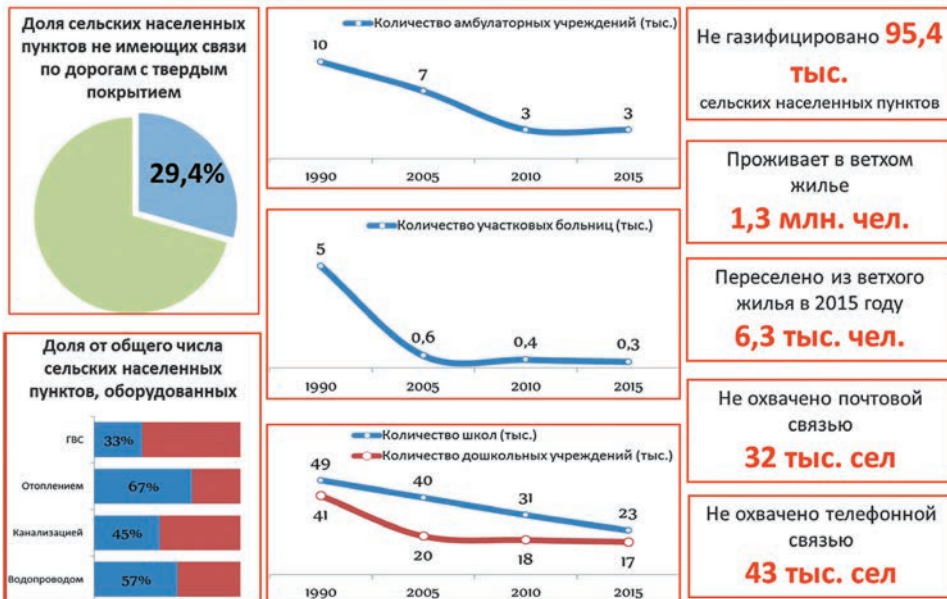 Доля сельских населенных
пунктов не имеющих связи
по дорогам с твердым
покрытием
29,4%
Доля от общего числа
сельских населенных
пунктов, оборудованных
ГВС
33%
Отоплением
67%
Канализацией
45%
Водопроводом
57%
Количество амбулаторных учреждений (тыс.)
10
7
3
3
1990
2005
2010
2015
Количество участковых больниц (тыс.)
5
0,6
0,4
0,3
1990
2005
2010
2015
Количество школ (тыс.)
Количество дошкольных учреждений (тыс.)
49
40
31
23
41
20
18
17
1990
2005
2010
2015
Не газифицировано 95,4
тыс.
сельских населенных пунктов
Проживает в ветхом
жилье
1,3 млн. чел.
Переселено из ветхого
жилья в 2015 году
6,3 тыс. чел.
Не охвачено почтовой
связью
32 тыс. сел
Не охвачено телефонной
связью
43 тыс. сел